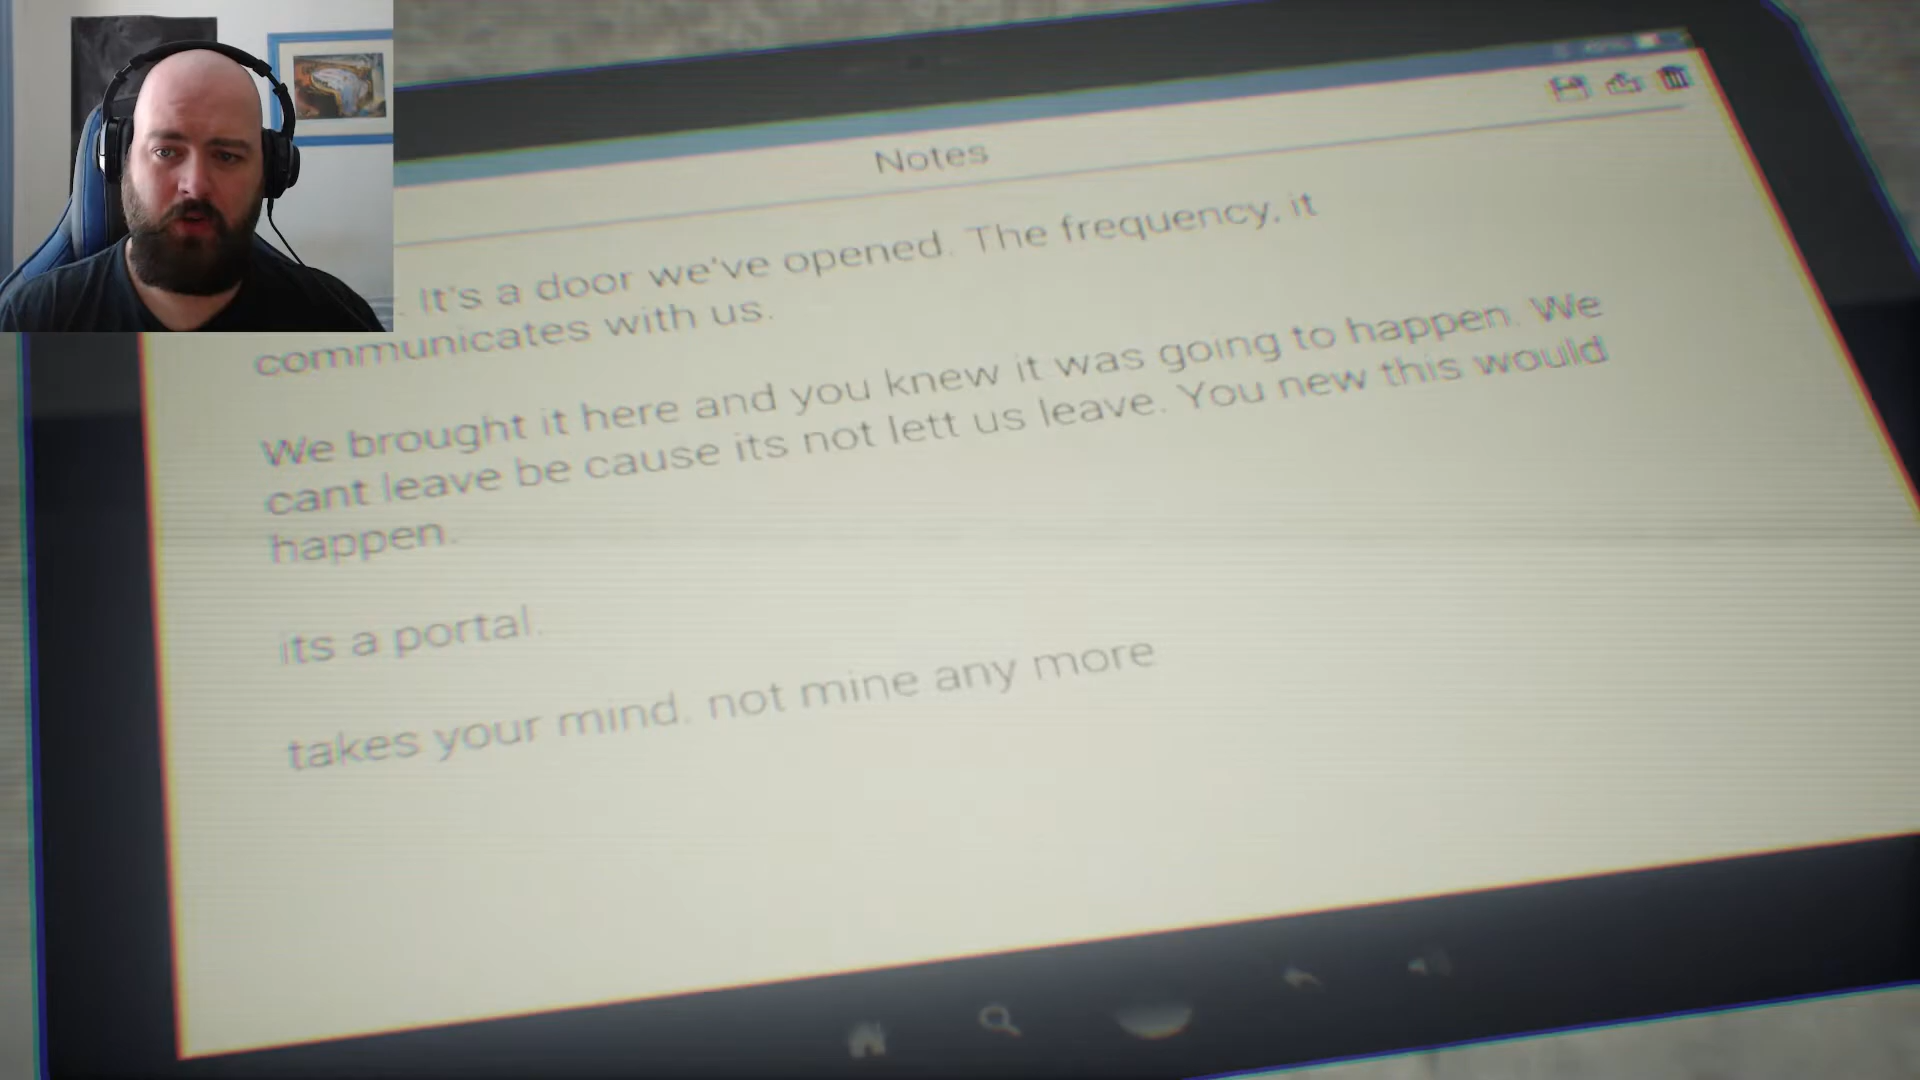 Notes
. It's a door we've opened. The frequency, it
communicates with us.
We brought it here and you knew it was going to happen. We
cant leave be cause its not lett us leave. You new this would
happen.
its a portal.
takes your mind. not mine any more